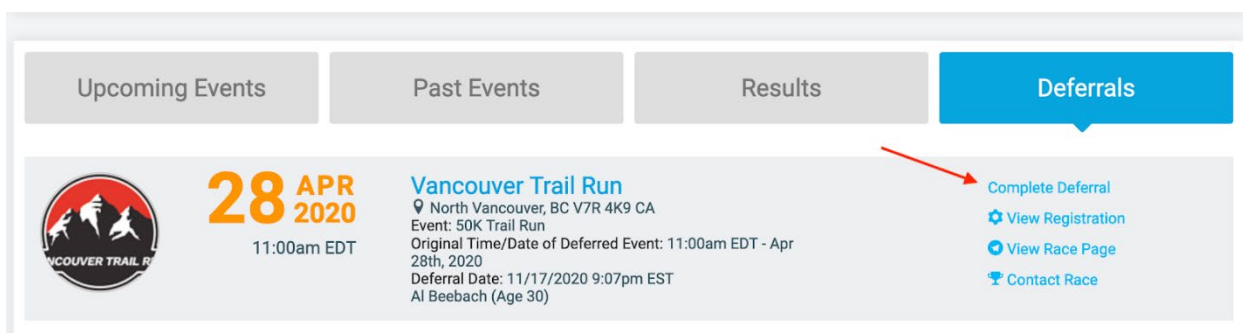 Upcoming Events
Past Events
Results
Deferrals
28 APR 2020
11:00am EDT
Vancouver Trail Run
North Vancouver, BC V7R 4K9 CA
Event: 50K Trail Run
Original Time/Date of Deferred Event: 11:00am EDT - Apr
28th, 2020
Deferral Date: 11/17/2020 9:07pm EST
Al Beebach (Age 30)
Complete Deferral
View Registration
View Race Page
Contact Race
NCOUVER TRAIL R